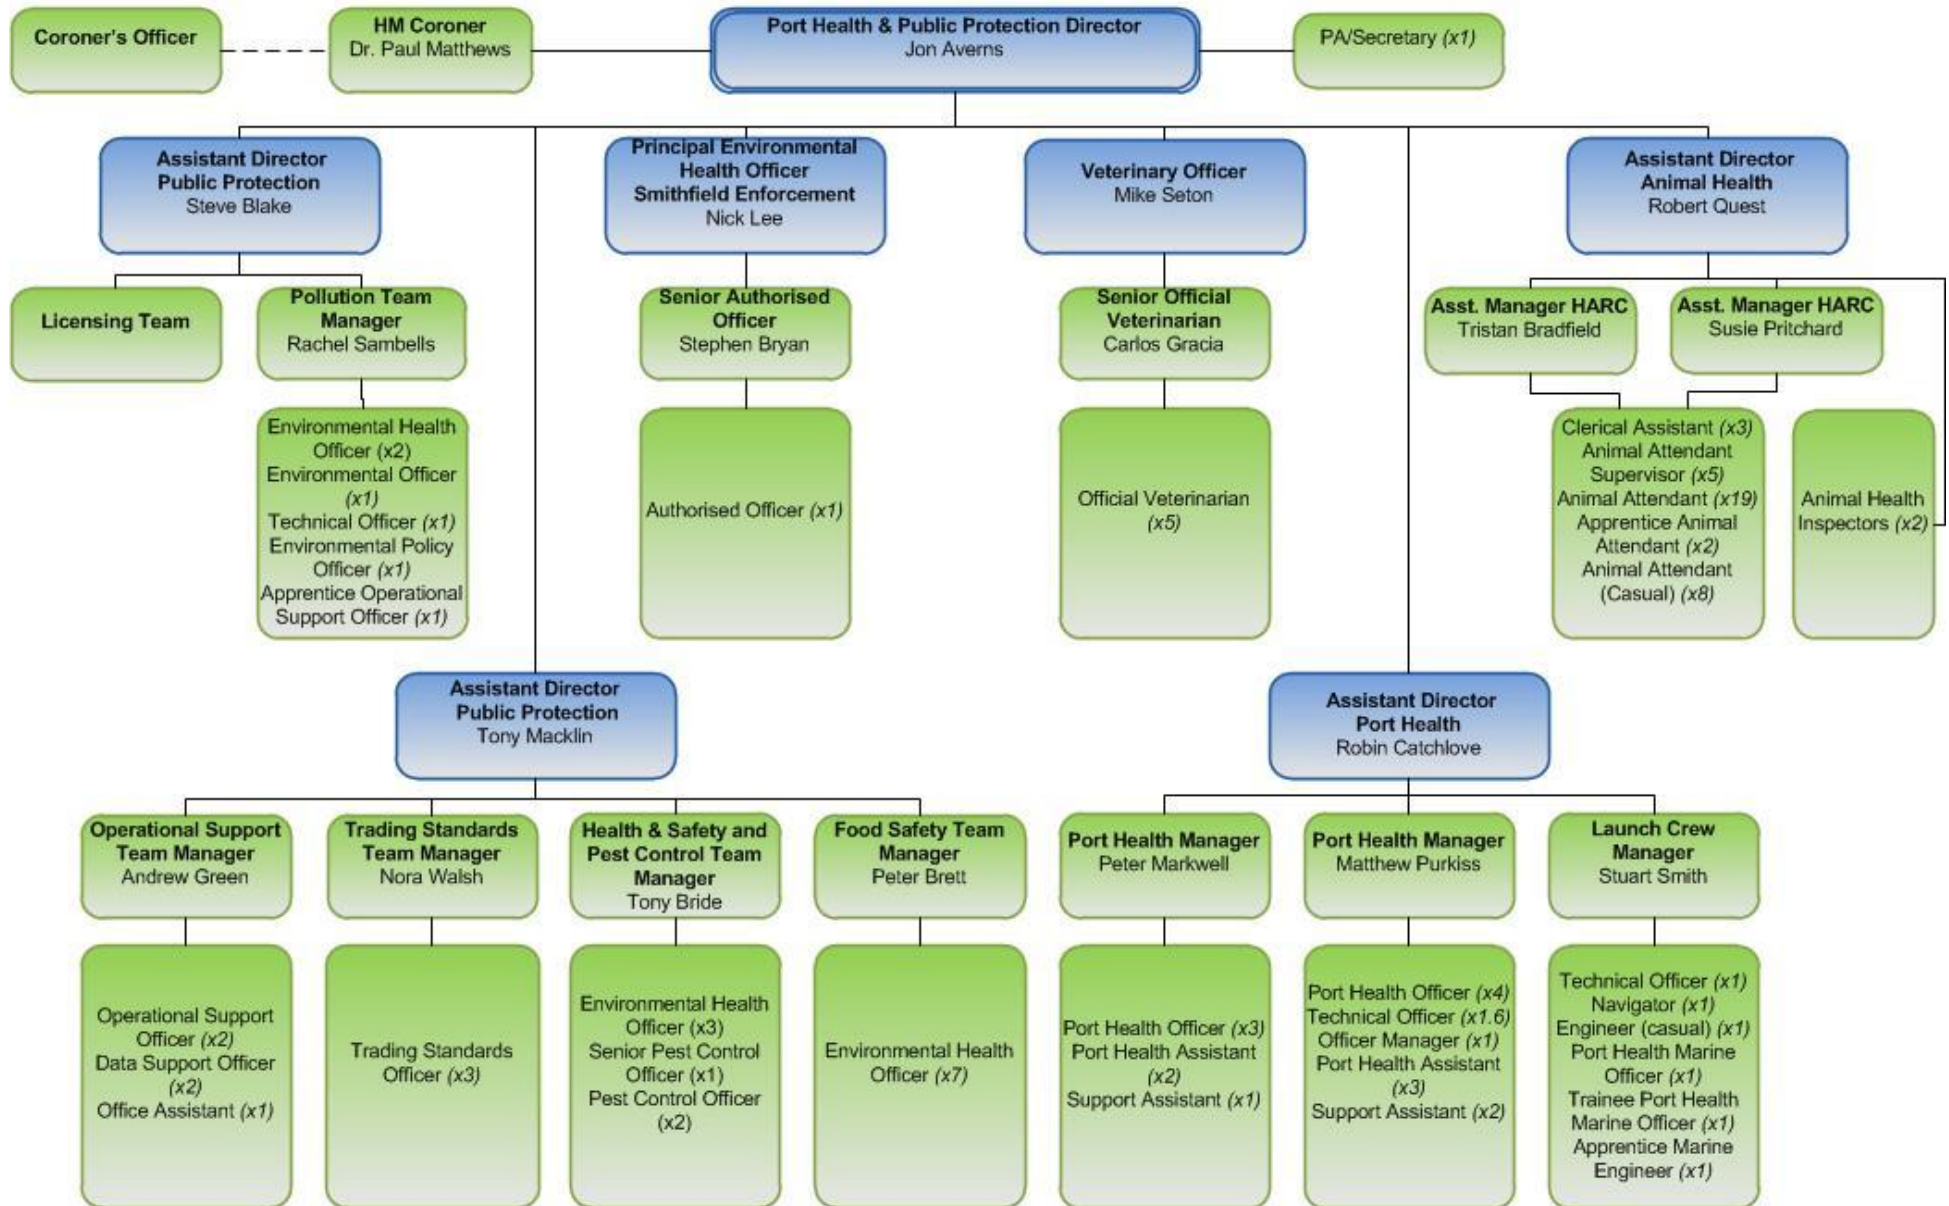 Coroner's Officer
HM Coroner
Dr. Paul Matthews
Port Health & Public Protection Director
Jon Averns
PA/Secretary (x1)
Assistant Director
Public Protection
Steve Blake
Principal Environmental
Health Officer
Smithfield Enforcement
Nick Lee
Veterinary Officer
Mike Seton
Assistant Director
Animal Health
Robert Quest
Licensing Team
Pollution Team
Manager
Rachel Sambells
Senior Authorised
Officer
Stephen Bryan
Senior Official
Veterinarian
Carlos Gracia
Asst. Manager HARC
Tristan Bradfield
Asst. Manager HARC
Susie Pritchard
Environmental Health
Officer (x2)
Environmental Officer
(x1)
Technical Officer (x1)
Environmental Policy
Officer (x1)
Apprentice Operational
Support Officer (x1)
Authorised Officer (x1)
Official Veterinarian
(x5)
Clerical Assistant (x3)
Animal Attendant
Supervisor (x5)
Animal Attendant (x19)
Apprentice Animal
Attendant (x2)
Animal Attendant
(Casual) (x8)
Animal Health
Inspectors (x2)
Assistant Director
Public Protection
Tony Macklin
Assistant Director
Port Health
Robin Catchlove
Operational Support
Team Manager
Andrew Green
Trading Standards
Team Manager
Nora Walsh
Health & Safety and
Pest Control Team
Manager
Tony Bride
Food Safety Team
Manager
Peter Brett
Port Health Manager
Peter Markwell
Port Health Manager
Matthew Purkiss
Launch Crew
Manager
Stuart Smith
Operational Support
Officer (x2)
Data Support Officer
(x2)
Office Assistant (x1)
Trading Standards
Officer (x3)
Environmental Health
Officer (x3)
Senior Pest Control
Officer (x1)
Pest Control Officer
(x2)
Environmental Health
Officer (x7)
Port Health Officer (x3)
Port Health Assistant
(x2)
Support Assistant (x1)
Port Health Officer (x4)
Technical Officer (x1.6)
Officer Manager (x1)
Port Health Assistant
(x3)
Support Assistant (x2)
Technical Officer (x1)
Navigator (x1)
Engineer (casual) (x1)
Port Health Marine
Officer (x1)
Trainee Port Health
Marine Officer (x1)
Apprentice Marine
Engineer (x1)